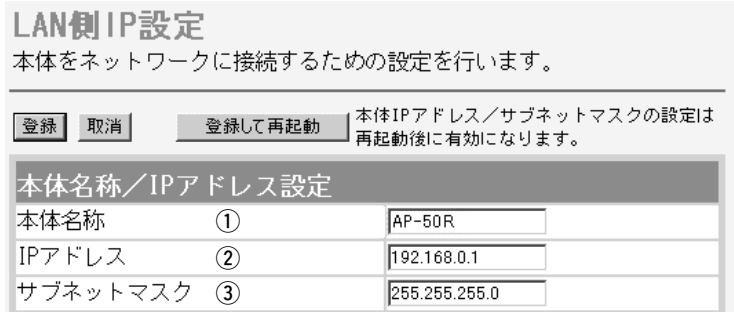 LAN側IP設定
本体をネットワークに接続するための設定を行います。
登録 取消 登録して再起動 本体IPアドレス／サブネットマスクの設定は
再起動後に有効になります。
本体名称／IPアドレス設定
本体名称 ① AP-50R
IPアドレス ② 192.168.0.1
サブネットマスク ③ 255.255.255.0